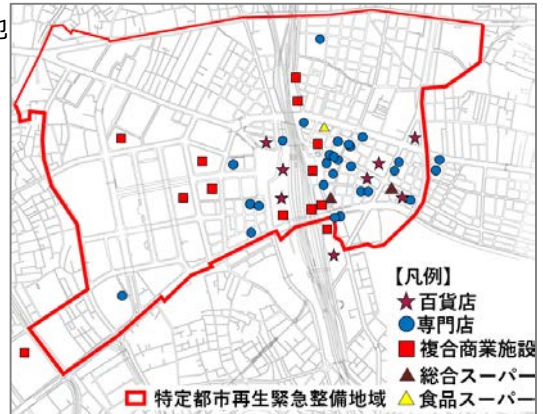 地
【凡例】
百貨店
専門店
複合商業施設
総合スーパー
食品スーパー
特定都市再生緊急整備地域